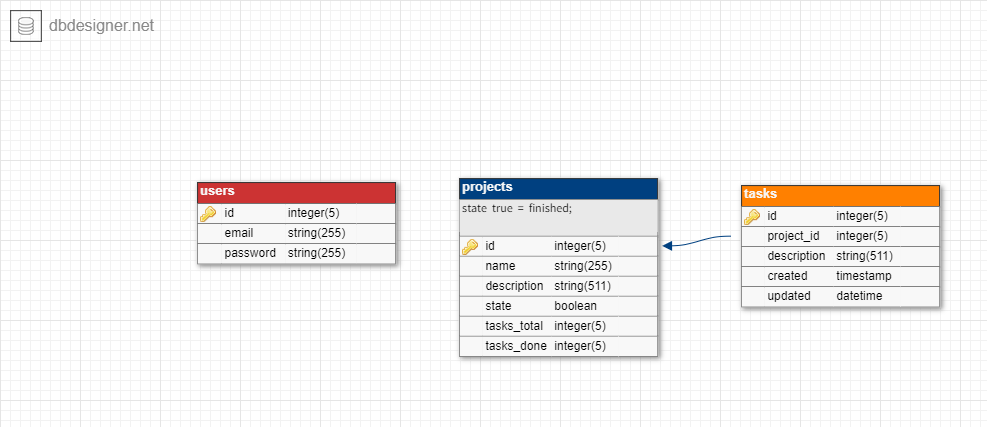 dbdesigner.net
users
id integer(5)
email string(255)
password string(255)
projects
state true = finished;
id integer(5)
name string(255)
description string(511)
state boolean
tasks_total integer(5)
tasks_done integer(5)
tasks
id integer(5)
project_id integer(5)
description string(511)
created timestamp
updated datetime